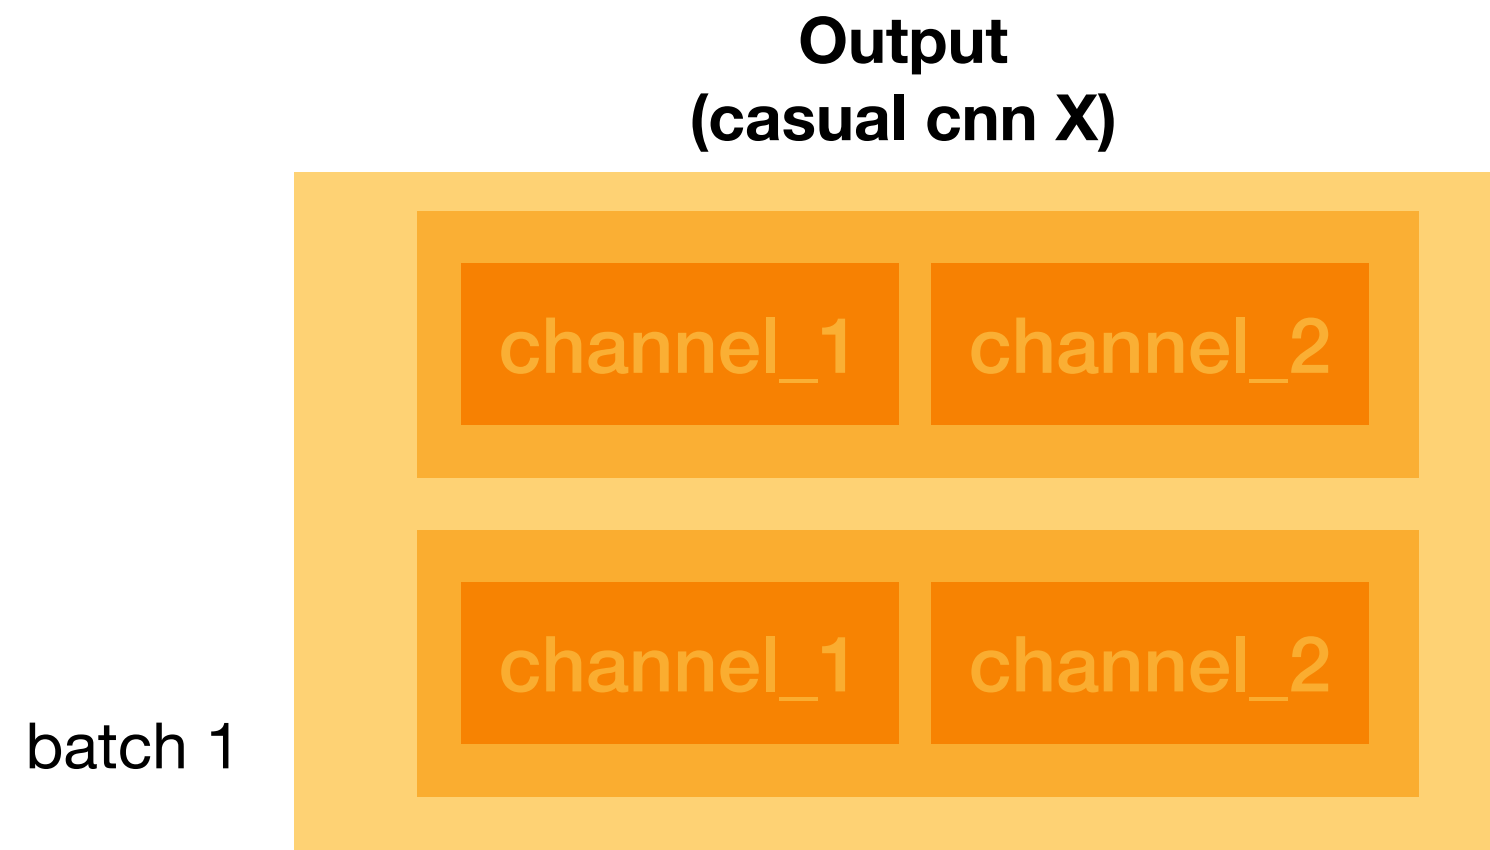 Output
(casual cnn X)
channel_1 channel_2
channel_1 channel_2
batch 1